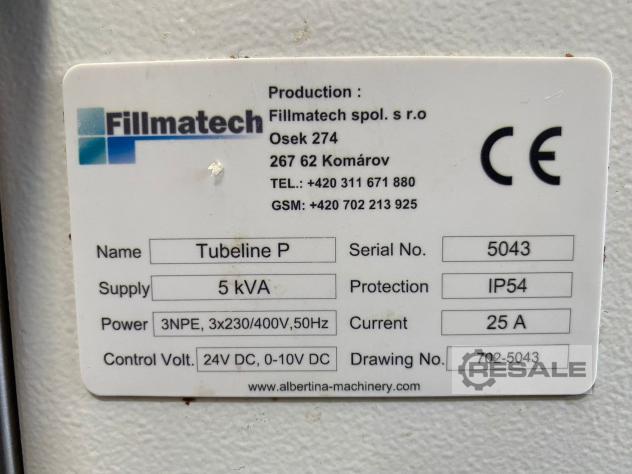 Fillmatech
Production :
Fillmatech spol. s r.o
Osek 274
267 62 Komárov
TEL.: +420 311 671 880
GSM: +420 702 213 925
CE
Name Tubeline P Serial No. 5043
Supply 5 kVA Protection IP54
Power 3NPE, 3x230/400V,50Hz Current 25 A
Control Volt. 24V DC, 0-10V DC Drawing No. 702-5043
www.albertina-machinery.com
RESALE